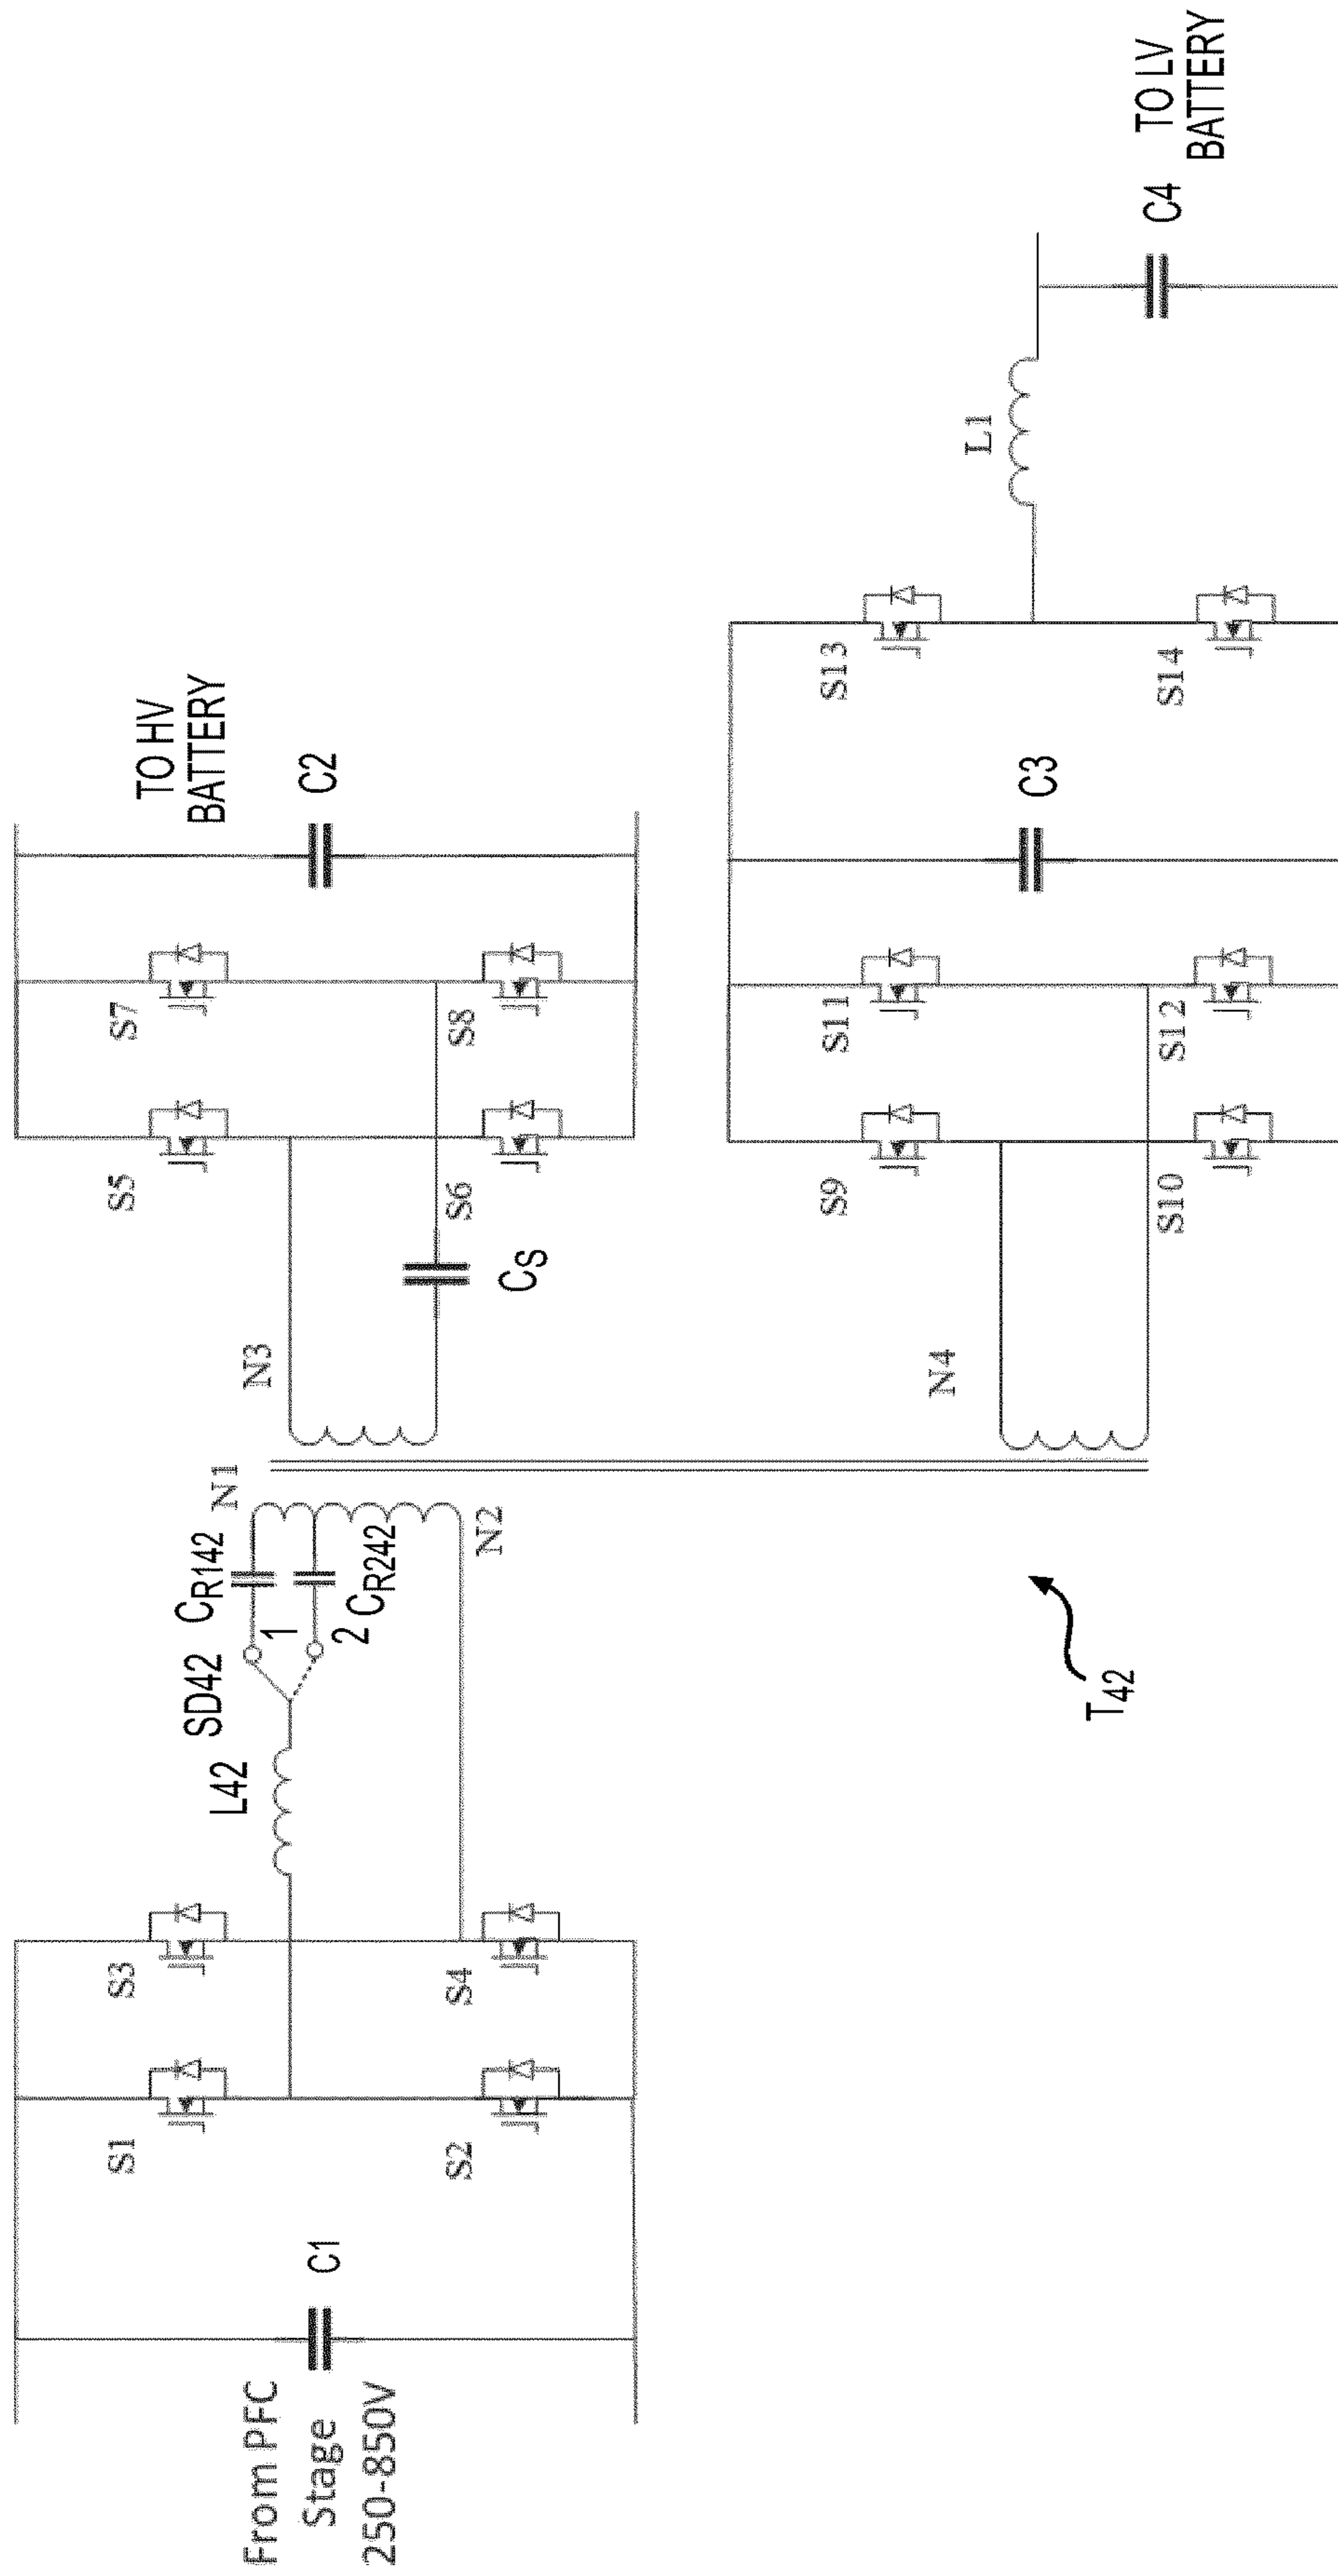 From PFC
Stage
250-850V
C1
S1
S2
S3
S4
L42
SD42
1
2
CR142
CR242
N1
N2
N3
CS
S5
S6
S7
S8
C2
TO HV
BATTERY
T42
N4
S9
S10
S11
S12
C3
S13
S14
L1
C4
TO LV
BATTERY